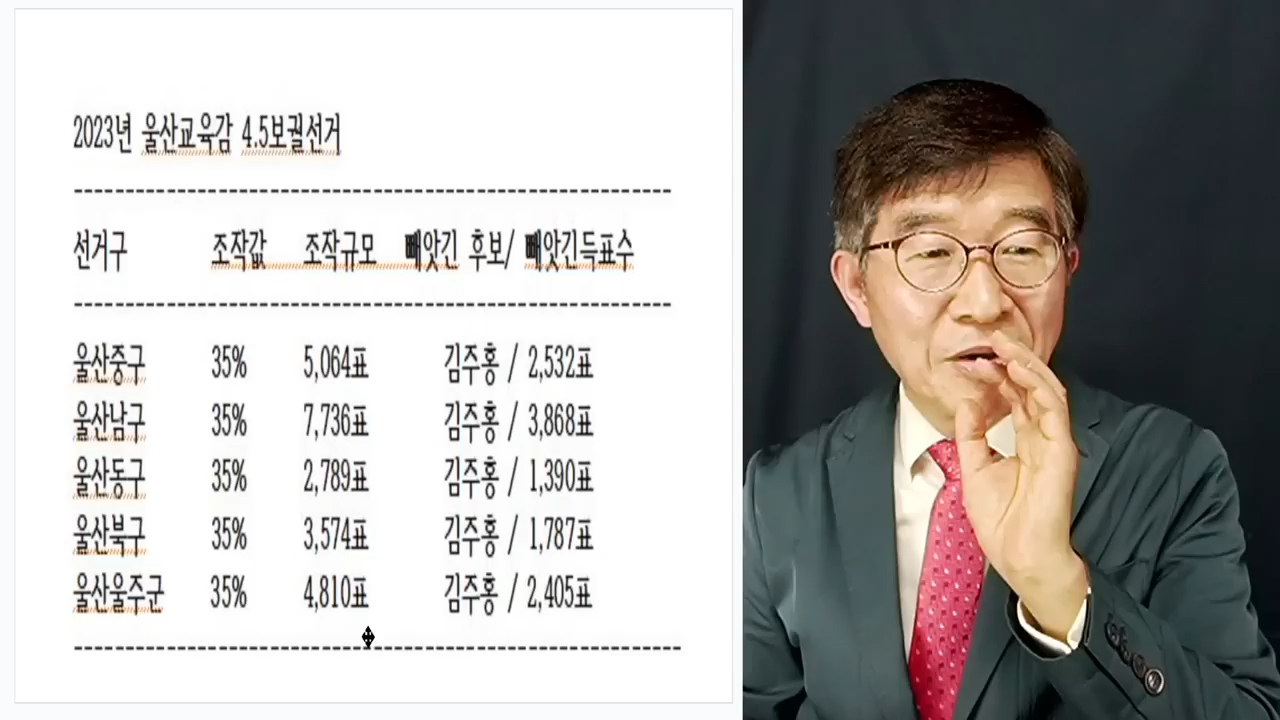 2023년 울산교육감 4.5보궐선거
--------------------------------------------------------
선거구 조작값 조작규모 빼앗긴 후보/ 빼앗긴득표수
--------------------------------------------------------
울산중구 35% 5,064표 김주홍 / 2,532표
울산남구 35% 7,736표 김주홍 / 3,868표
울산동구 35% 2,789표 김주홍 / 1,390표
울산북구 35% 3,574표 김주홍 / 1,787표
울산울주군 35% 4,810표 김주홍 / 2,405표
---------------------------------------------------------